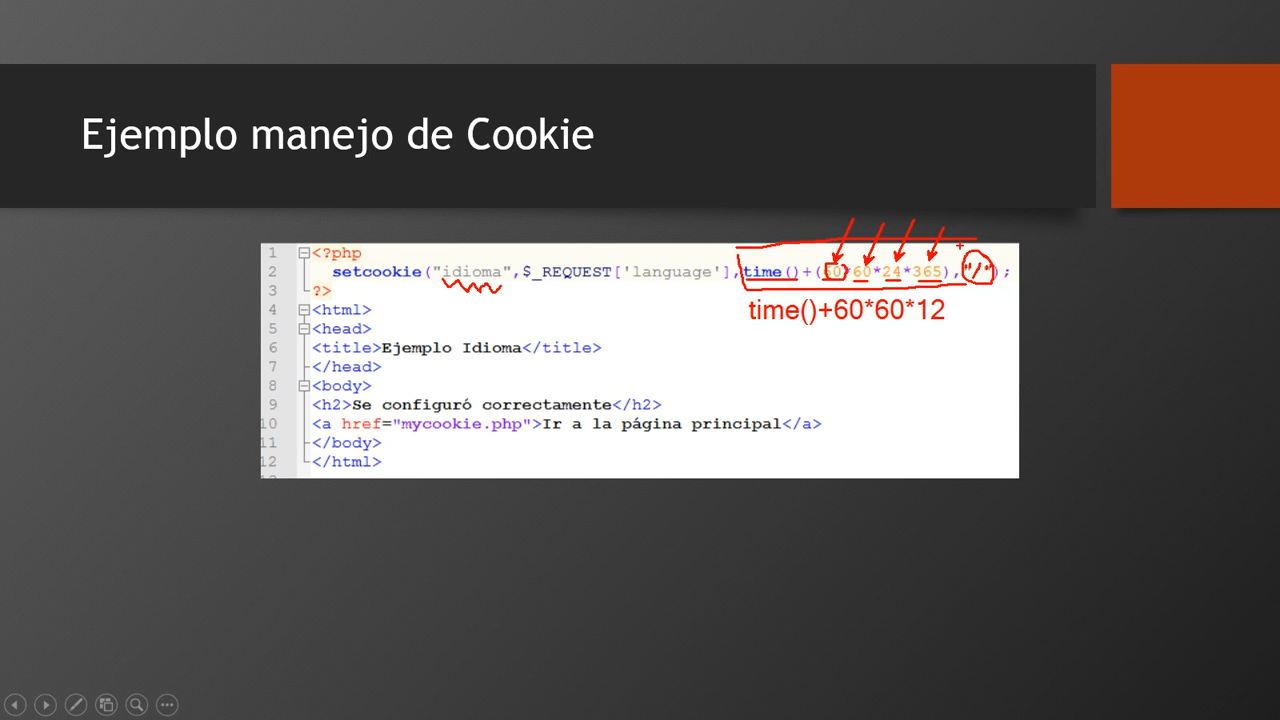 Ejemplo manejo de Cookie
1 <?php
2 setcookie("idioma",$_REQUEST['language'],time()+(60*60*24*365),"/");
3 ?>
time()+60*60*12
4 <html>
5 <head>
6 <title>Ejemplo Idioma</title>
7 </head>
8 <body>
9 <h2>Se configuró correctamente</h2>
10 <a href="mycookie.php">Ir a la página principal</a>
11 </body>
12 </html>